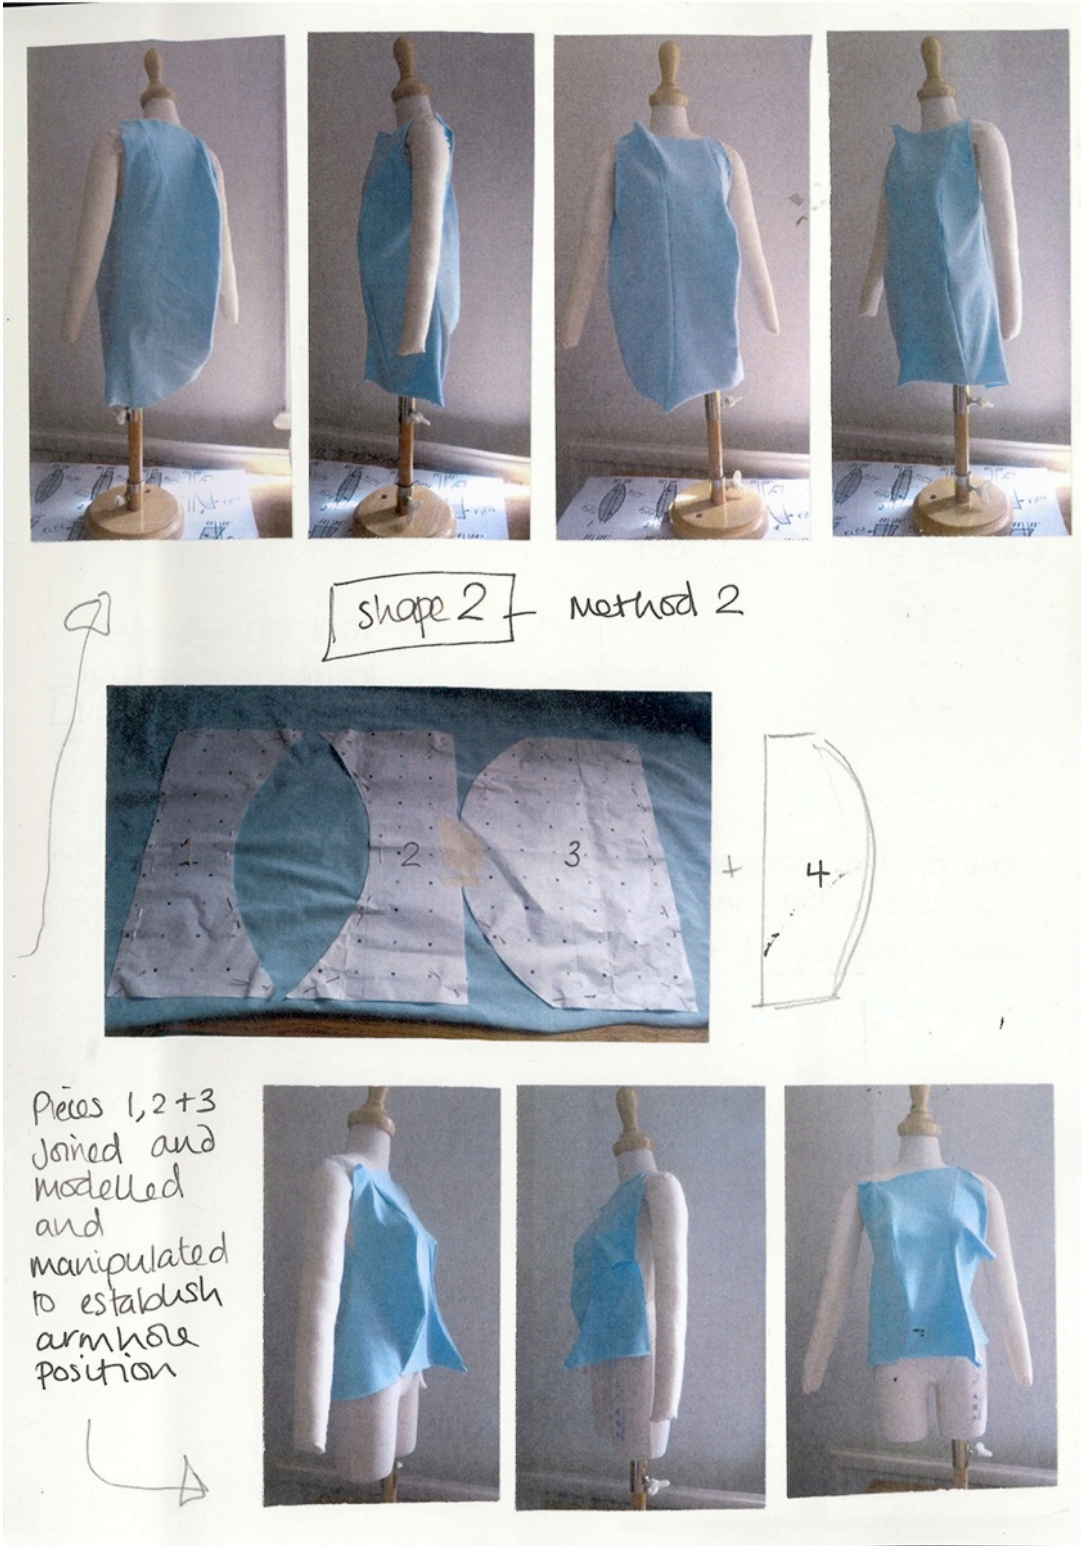 shape 2 - Method 2
1
2
3
+
4
Pieces 1,2+3
Joined and
modelled
and
manipulated
to establish
armhole
position